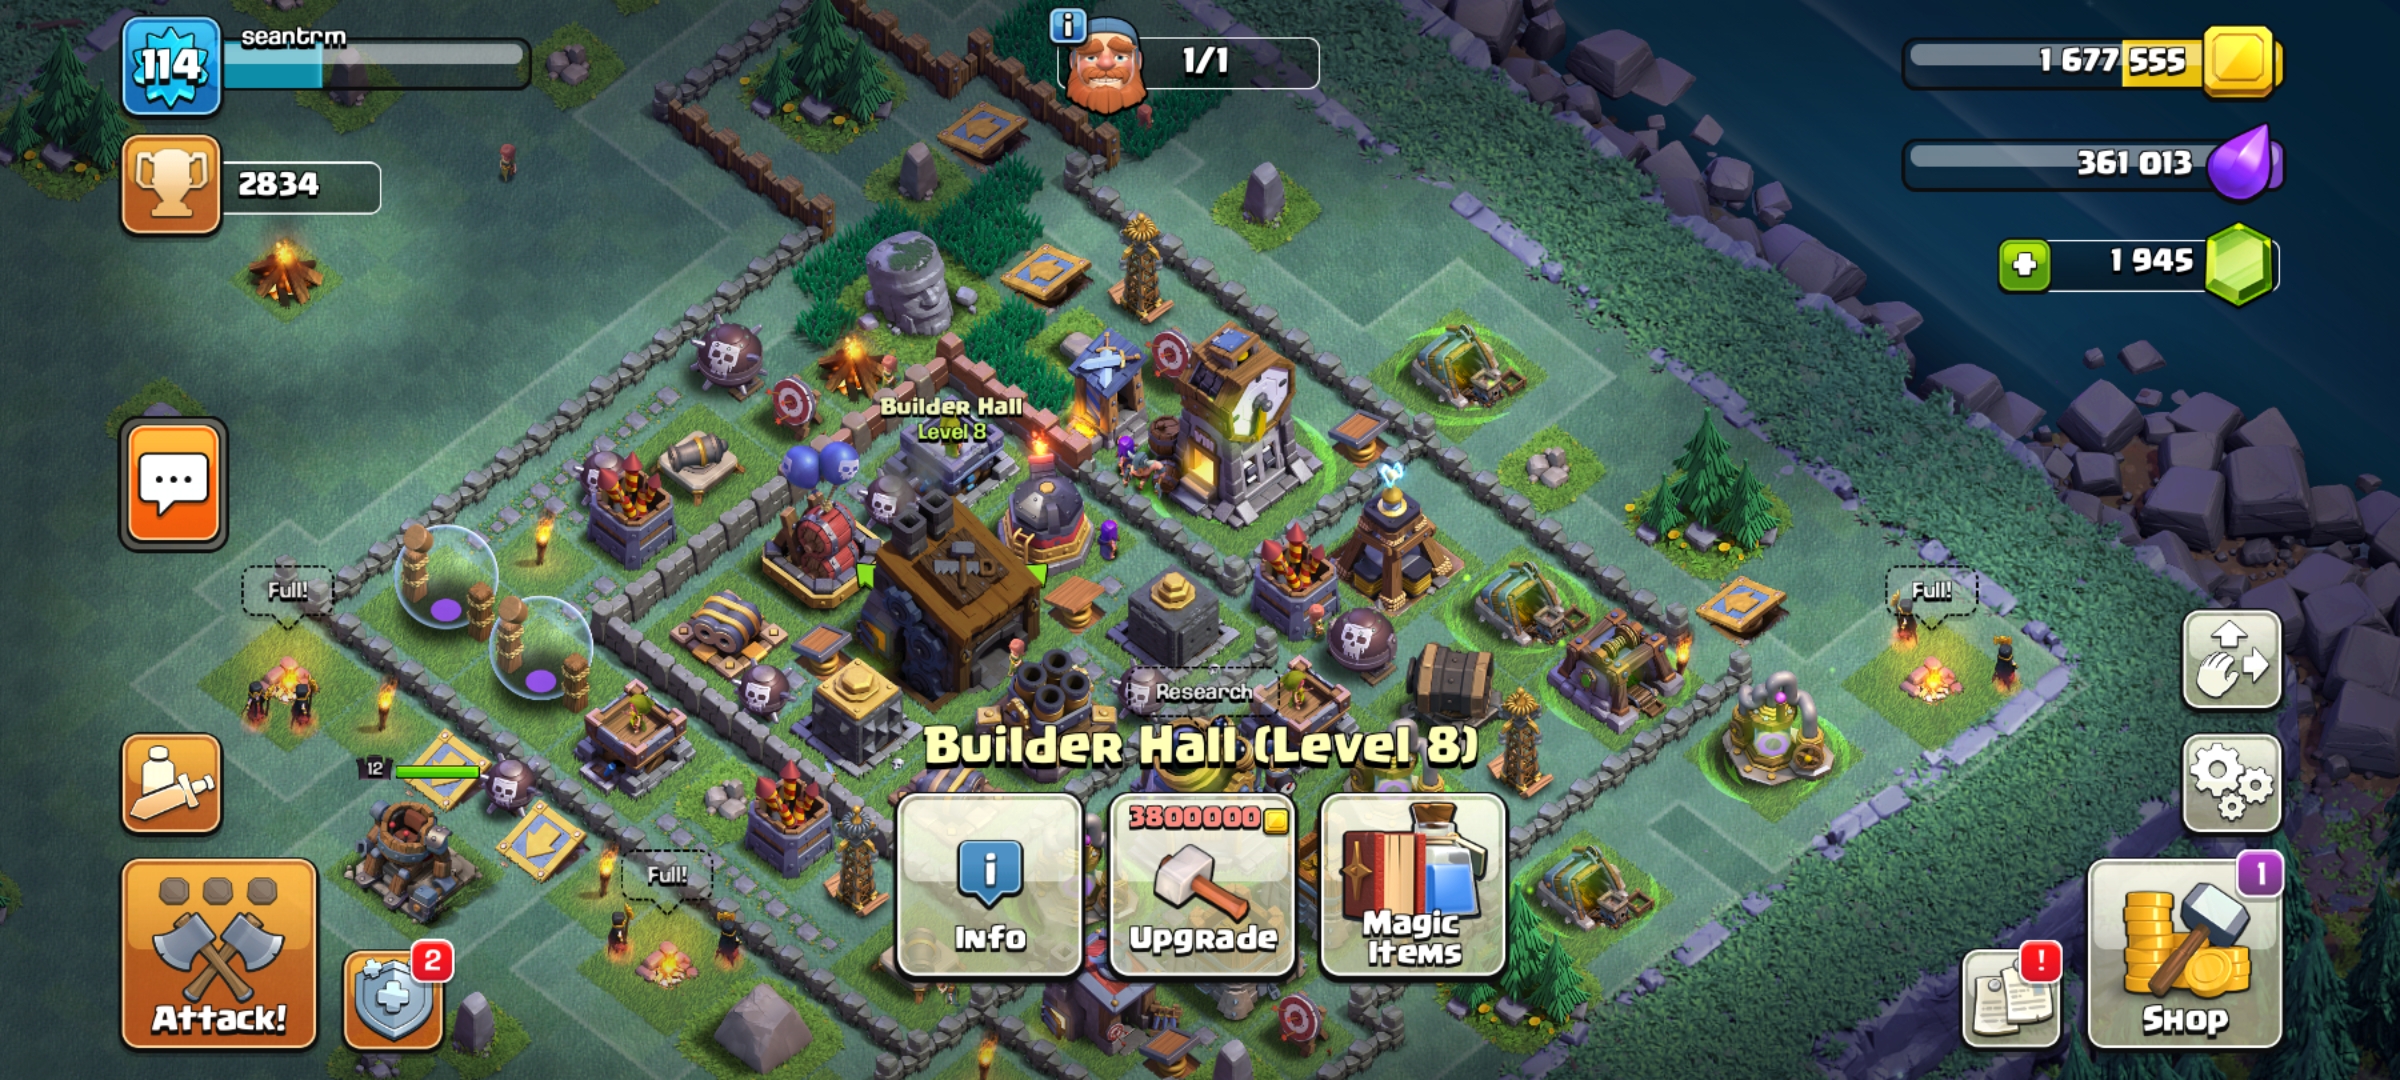 114
seantrm
1/1
1 677 555
361 013
2834
1 945
Builder Hall
Level 8
VIII
Full!
Full!
Research
Builder Hall (Level 8)
12
3800000
Full!
1
Info
Upgrade
Magic
Items
2
!
Attack!
Shop